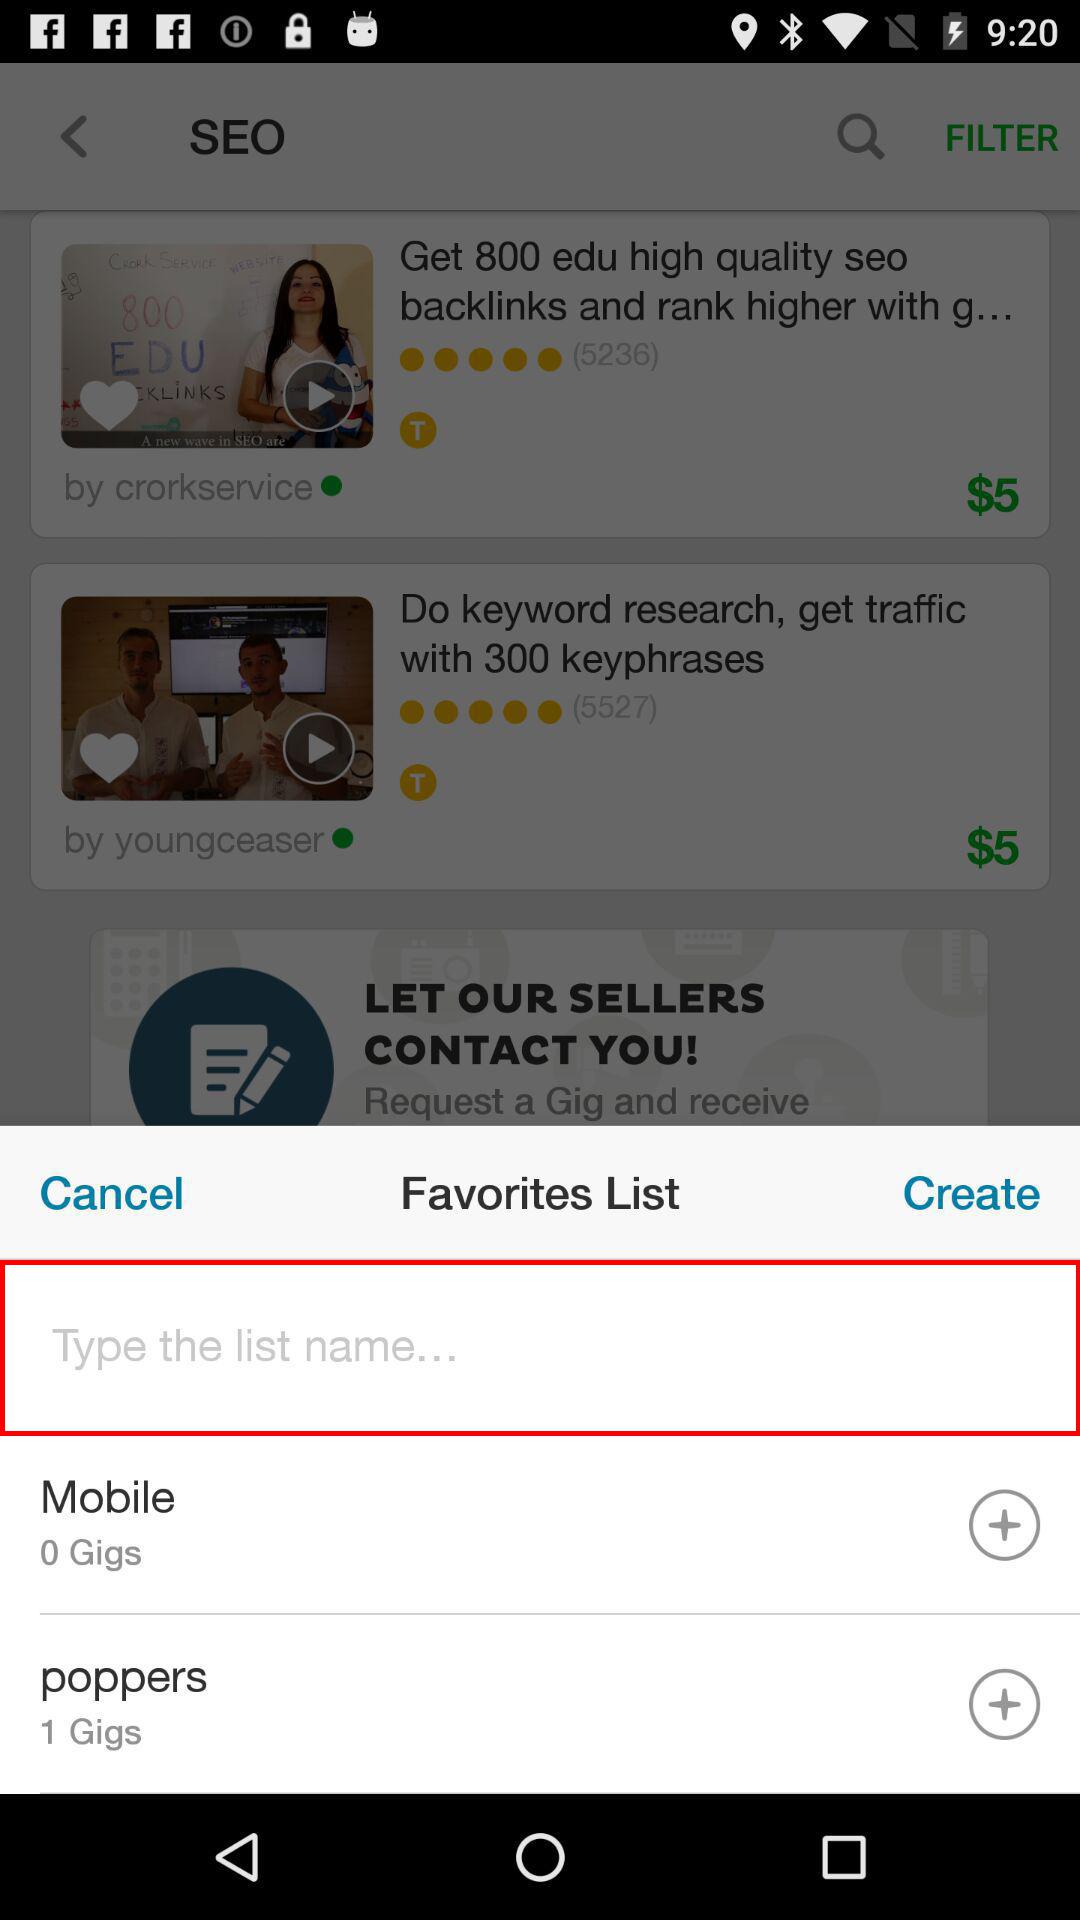 9:20
SEO
FILTER
CRORK SERVICE
WEBSITE
800
EDU
CKLINKS
A new wave in SEO are
Get 800 edu high quality seo
backlinks and rank higher with g...
(5236)
T
by crorkservice
$5
Do keyword research, get traffic
with 300 keyphrases
(5527)
T
by youngceaser
$5
LET OUR SELLERS
CONTACT YOU!
Request a Gig and receive
Cancel
Favorites List
Create
Type the list name...
Mobile
0 Gigs
poppers
1 Gigs